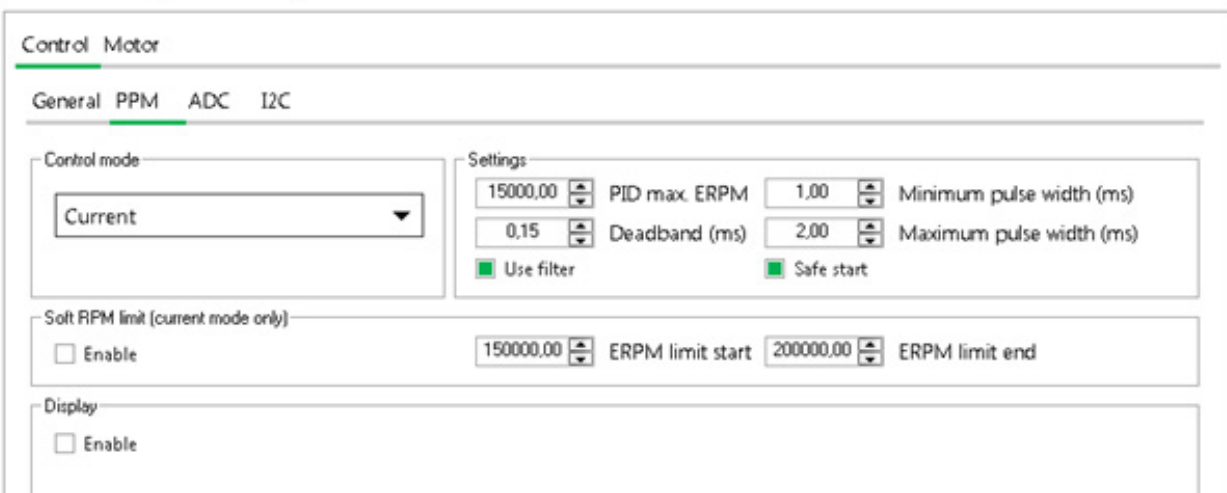 Control Motor
General PPM ADC I2C
Control mode
Current
Settings
15000,00 PID max. ERPM 1,00 Minimum pulse width (ms)
0,15 Deadband (ms) 2,00 Maximum pulse width (ms)
Use filter Safe start
Soft RPM limit (current mode only)
Enable 150000,00 ERPM limit start 200000,00 ERPM limit end
Display
Enable